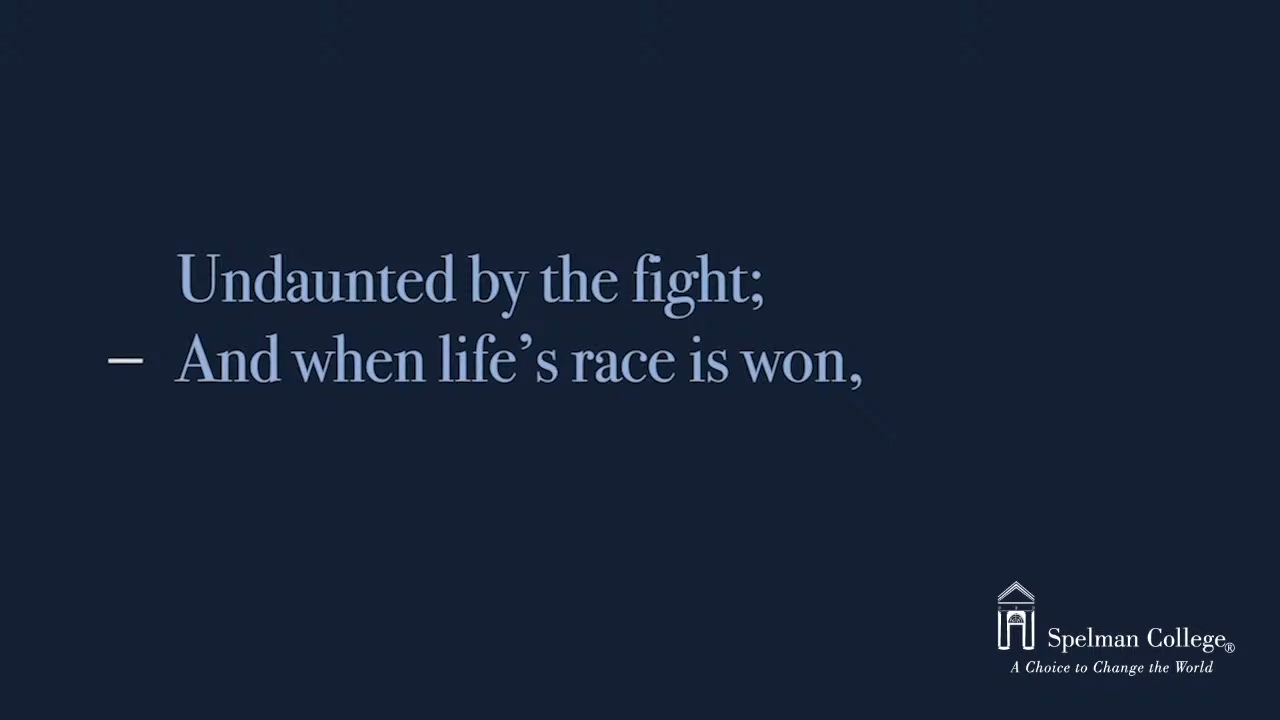 Undaunted by the fight;
– And when life’s race is won,
Spelman College®
A Choice to Change the World